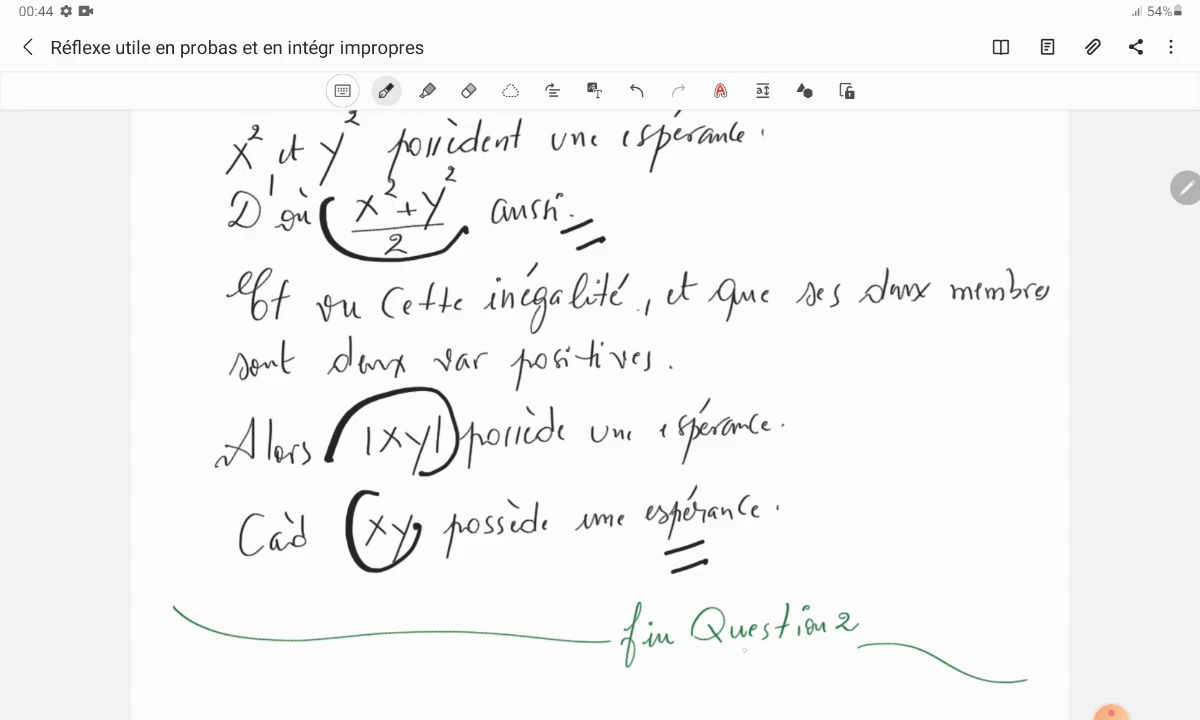 00:44 54%
Réflexe utile en probas et en intégr impropres
X² et Y² possèdent une espérance.
D'où (X²+Y²)/2 aussi.
Et vu Cette inégalité, et que ses deux membres
sont deux var positives.
Alors |XY| possède une espérance.
Càd XY possède une espérance.
fin Question 2